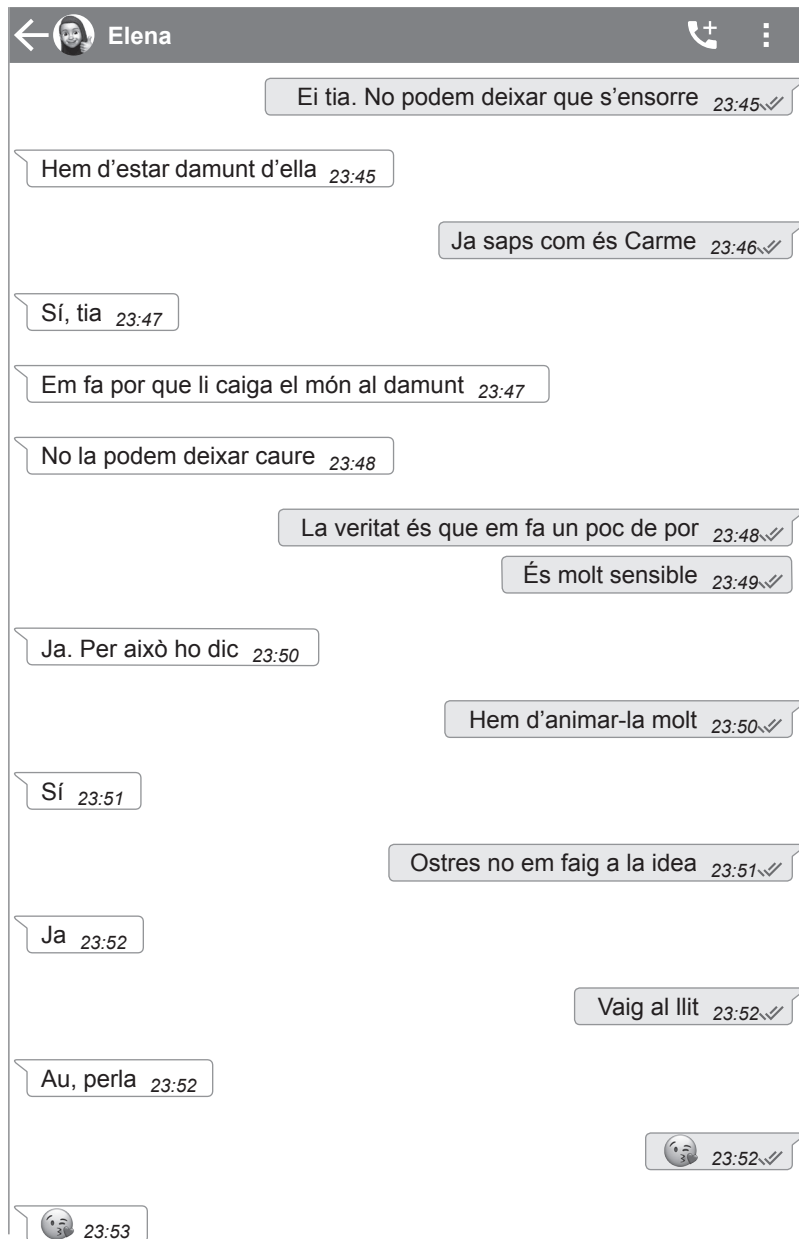 Elena
Ei tia. No podem deixar que s’ensorre 23:45
Hem d’estar damunt d’ella 23:45
Ja saps com és Carme 23:46
Sí, tia 23:47
Em fa por que li caiga el món al damunt 23:47
No la podem deixar caure 23:48
La veritat és que em fa un poc de por 23:48
És molt sensible 23:49
Ja. Per això ho dic 23:50
Hem d’animar-la molt 23:50
Sí 23:51
Ostres no em faig a la idea 23:51
Ja 23:52
Vaig al llit 23:52
Au, perla 23:52
😘 23:52
😘 23:53